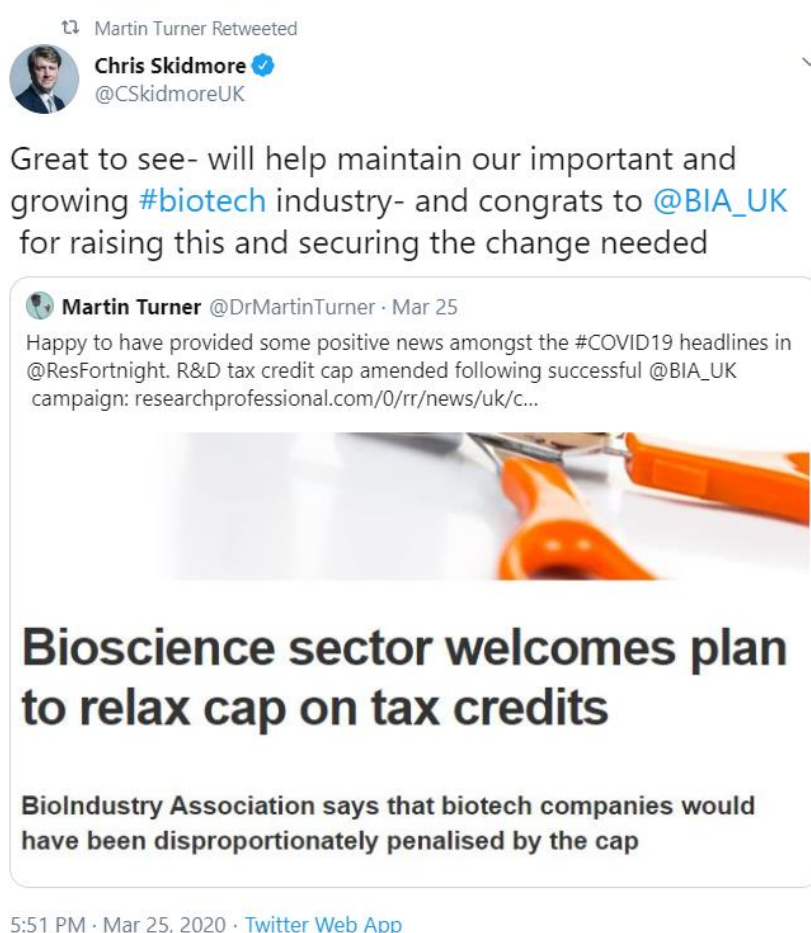 Martin Turner Retweeted
Chris Skidmore
@CSkidmoreUK
Great to see- will help maintain our important and
growing #biotech industry- and congrats to @BIA_UK
for raising this and securing the change needed
Martin Turner @DrMartinTurner · Mar 25
Happy to have provided some positive news amongst the #COVID19 headlines in
@ResFortnight. R&D tax credit cap amended following successful @BIA_UK
campaign: researchprofessional.com/0/rr/news/uk/c...
Bioscience sector welcomes plan
to relax cap on tax credits
BioIndustry Association says that biotech companies would
have been disproportionately penalised by the cap
5:51 PM · Mar 25, 2020 · Twitter Web App